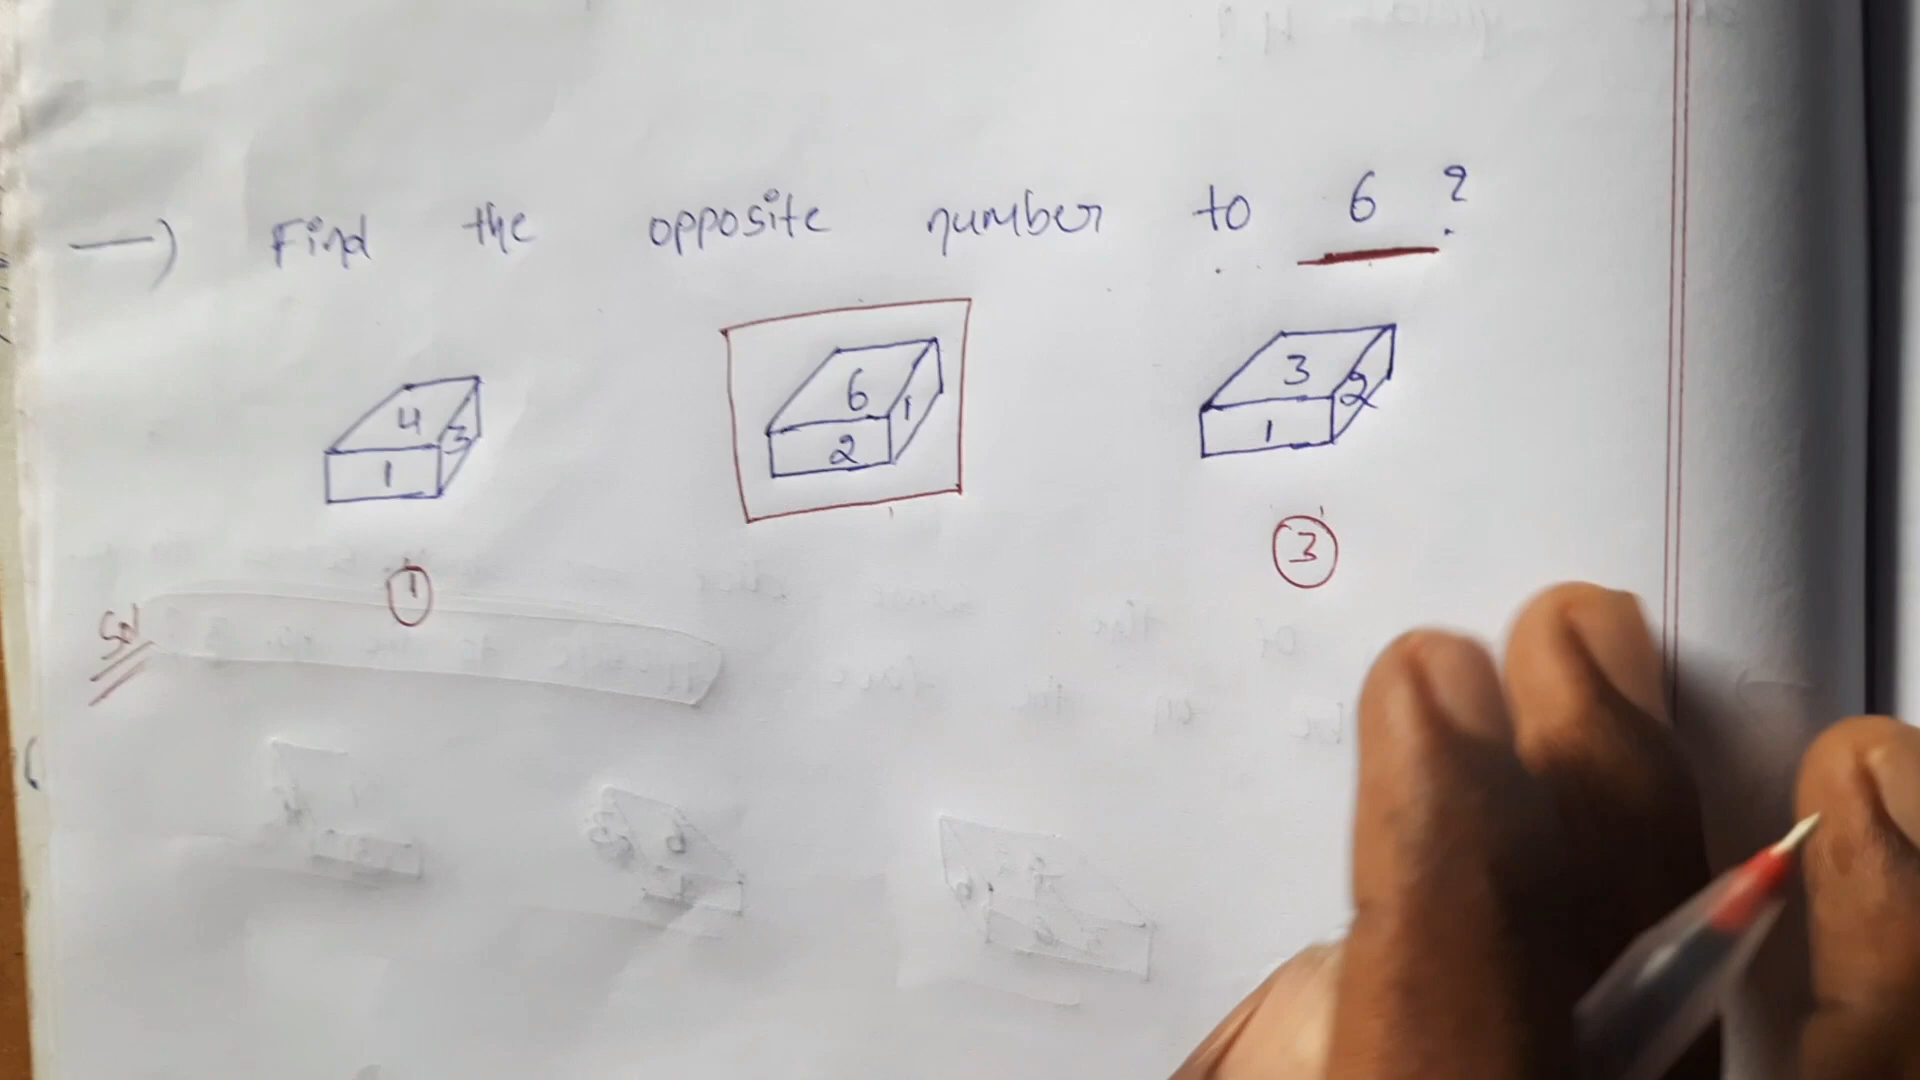 —) Find the opposite number to 6 ?
4 3 1
6 1 2
3 2 1
1
3
Sol